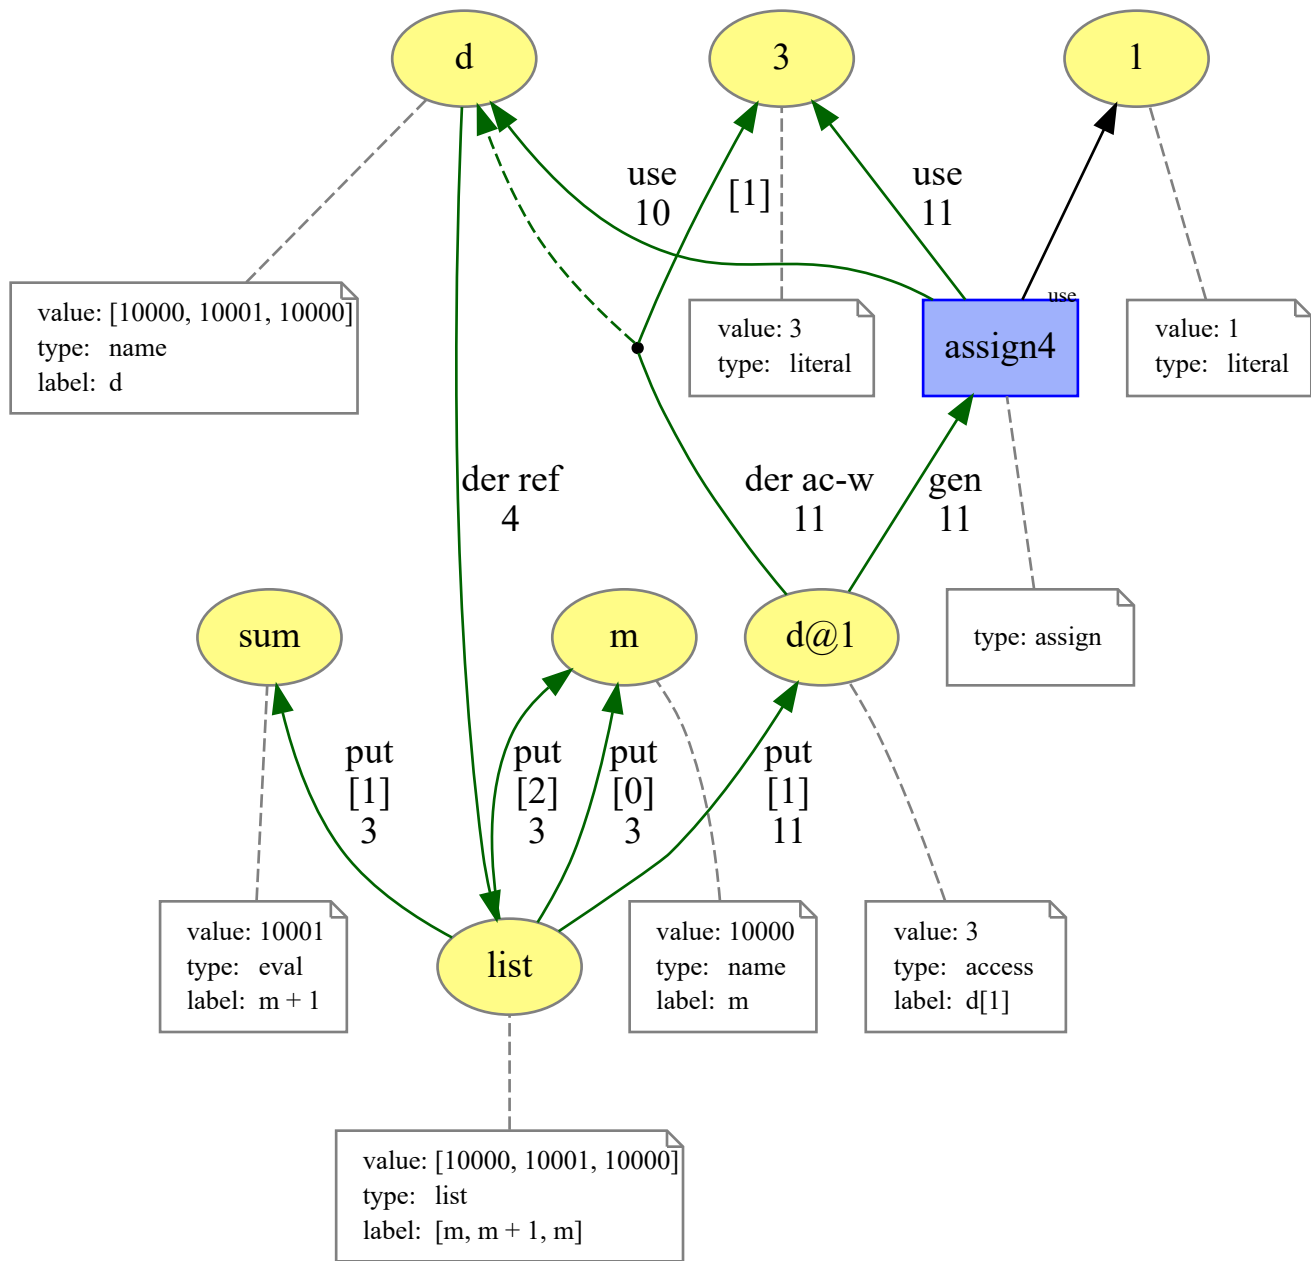 d
3
1
use
10
[1]
use
11
value: [10000, 10001, 10000]
type: name
label: d
value: 3
type: literal
use
assign4
value: 1
type: literal
der ref
4
der ac-w
11
gen
11
sum
m
d@1
type: assign
put
[1]
3
put
[2]
3
put
[0]
3
put
[1]
11
value: 10001
type: eval
label: m + 1
list
value: 10000
type: name
label: m
value: 3
type: access
label: d[1]
value: [10000, 10001, 10000]
type: list
label: [m, m + 1, m]